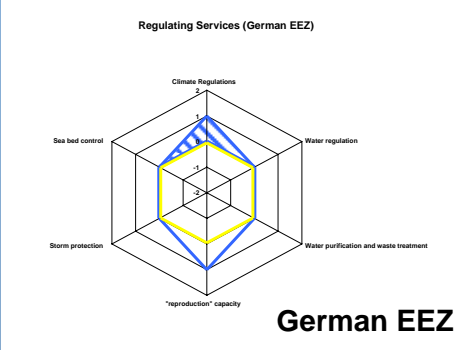 Regulating Services (German EEZ)
Climate Regulations
2
1
0
-1
-2
Sea bed control
Water regulation
Storm protection
Water purification and waste treatment
"reproduction" capacity
German EEZ